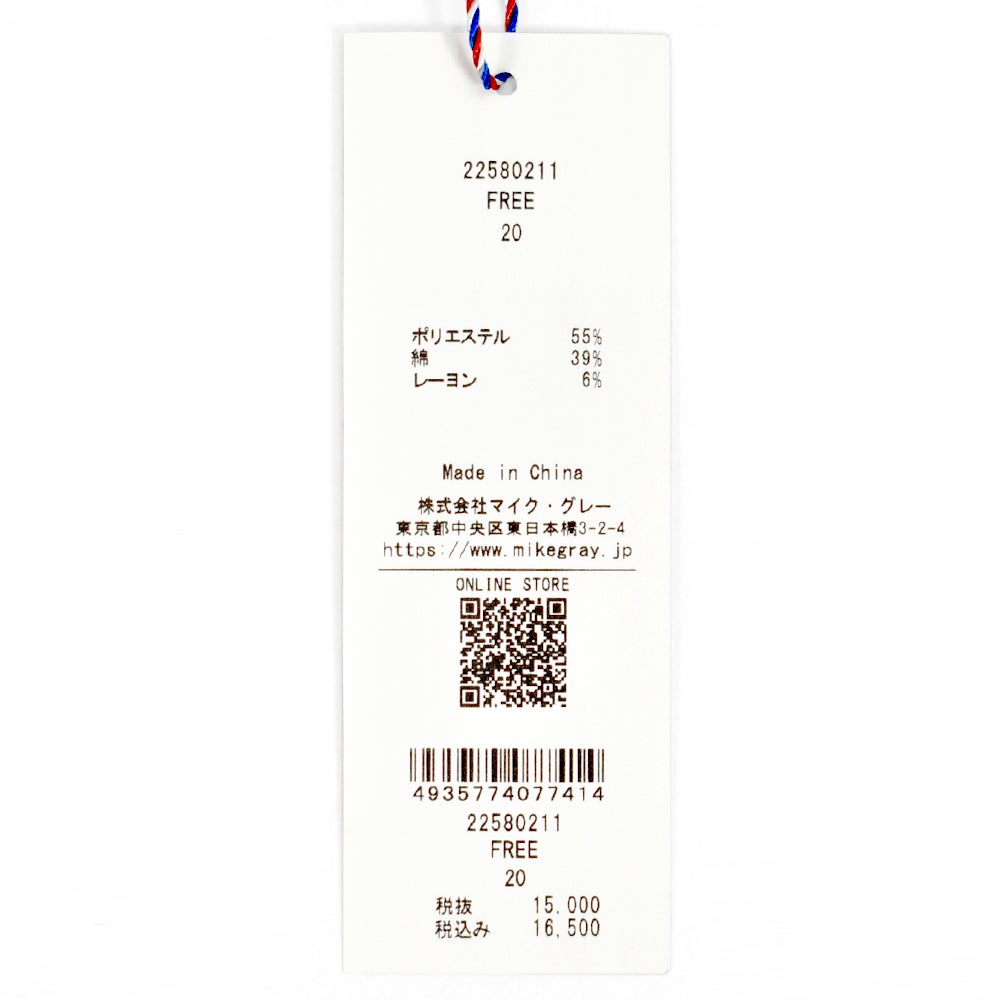 22580211
FREE
20
ポリエステル 55%
綿 39%
レーヨン 6%
Made in China
株式会社マイク・グレー
東京都中央区東日本橋3-2-4
https://www.mikegray.jp
ONLINE STORE
4935774077414
22580211
FREE
20
税抜 15,000
税込み 16,500